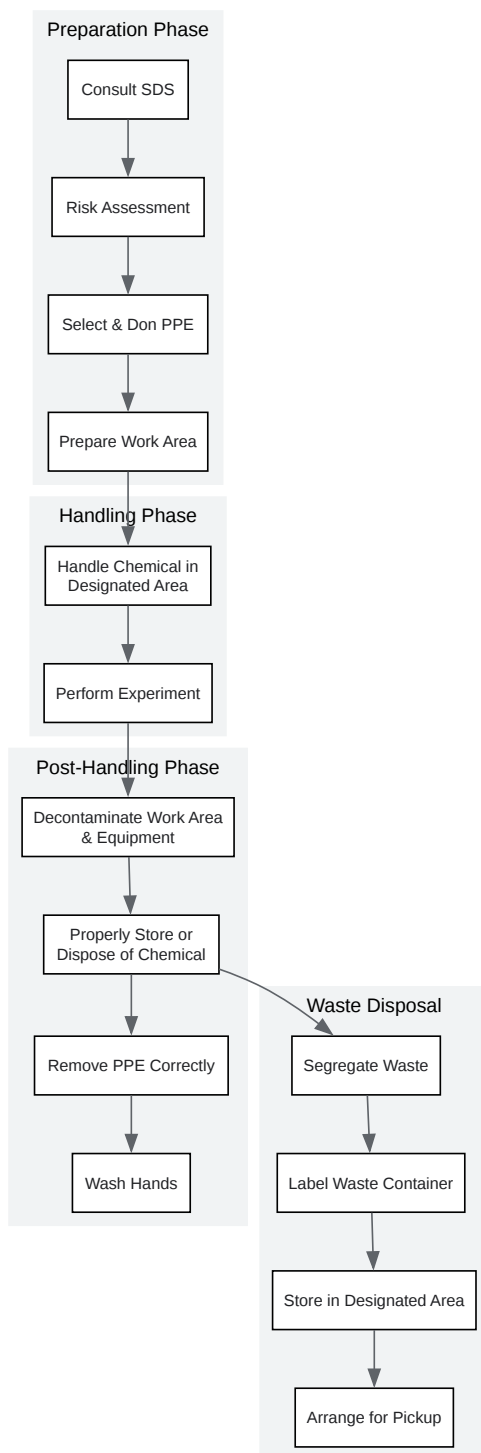 Preparation Phase
Consult SDS
Risk Assessment
Select & Don PPE
Prepare Work Area
Handling Phase
Handle Chemical in
Designated Area
Perform Experiment
Post-Handling Phase
Decontaminate Work Area
& Equipment
Properly Store or
Dispose of Chemical
Remove PPE Correctly
Wash Hands
Waste Disposal
Segregate Waste
Label Waste Container
Store in Designated Area
Arrange for Pickup